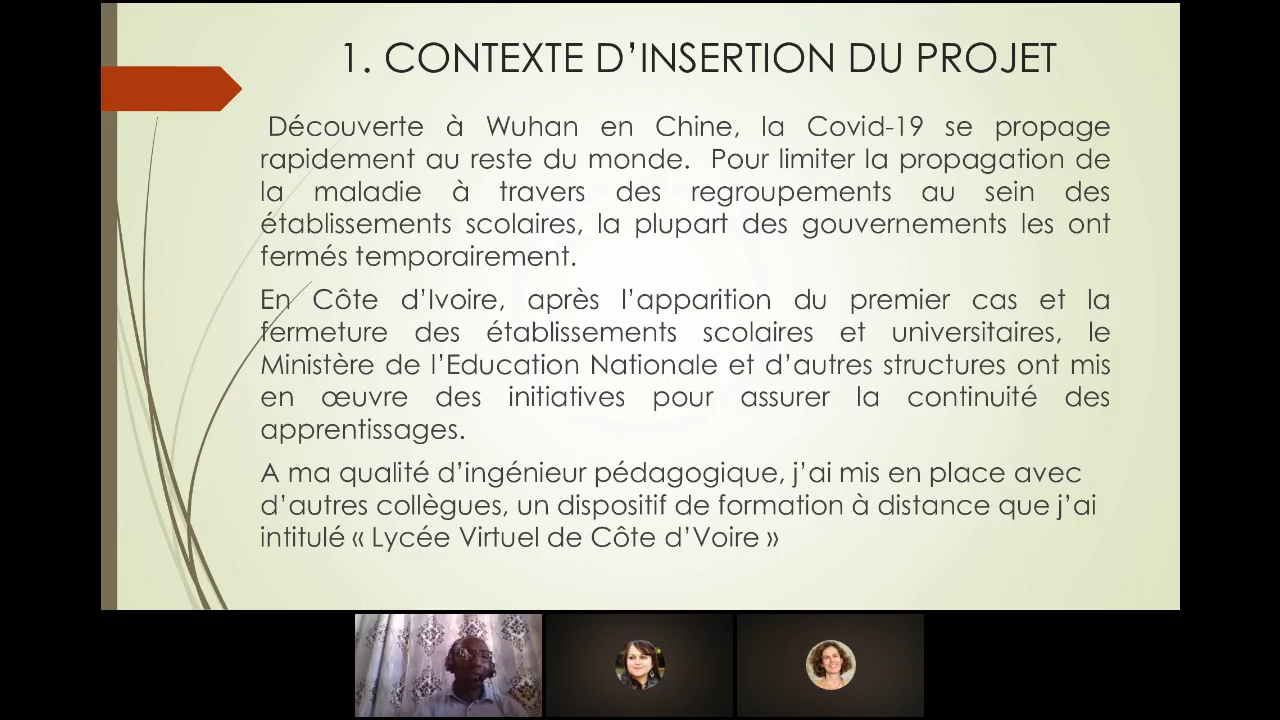 1. CONTEXTE D’INSERTION DU PROJET
Découverte à Wuhan en Chine, la Covid-19 se propage
rapidement au reste du monde. Pour limiter la propagation de
la maladie à travers des regroupements au sein des
établissements scolaires, la plupart des gouvernements les ont
fermés temporairement.
En Côte d’Ivoire, après l’apparition du premier cas et la
fermeture des établissements scolaires et universitaires, le
Ministère de l’Education Nationale et d’autres structures ont mis
en œuvre des initiatives pour assurer la continuité des
apprentissages.
A ma qualité d’ingénieur pédagogique, j’ai mis en place avec
d’autres collègues, un dispositif de formation à distance que j’ai
intitulé « Lycée Virtuel de Côte d’Voire »